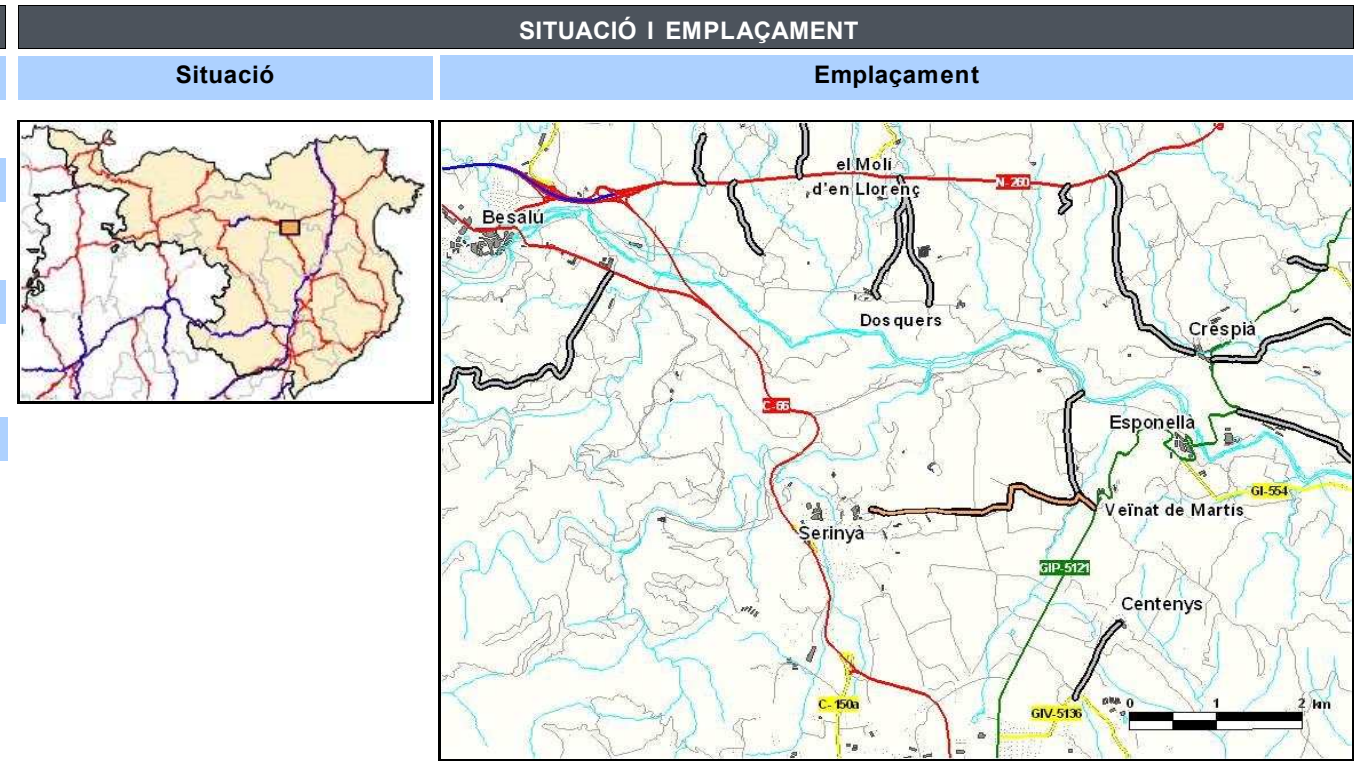 SITUACIÓ I EMPLAÇAMENT
Situació
Emplaçament
el Molí
d'en Llorenç
N-260
Besalú
Dosquers
Crespià
C-66
Esponellà
GI-554
Veïnat de Martís
Serinyà
GIP-5121
Centenys
C-150a
GIV-5136
0 1 2 km